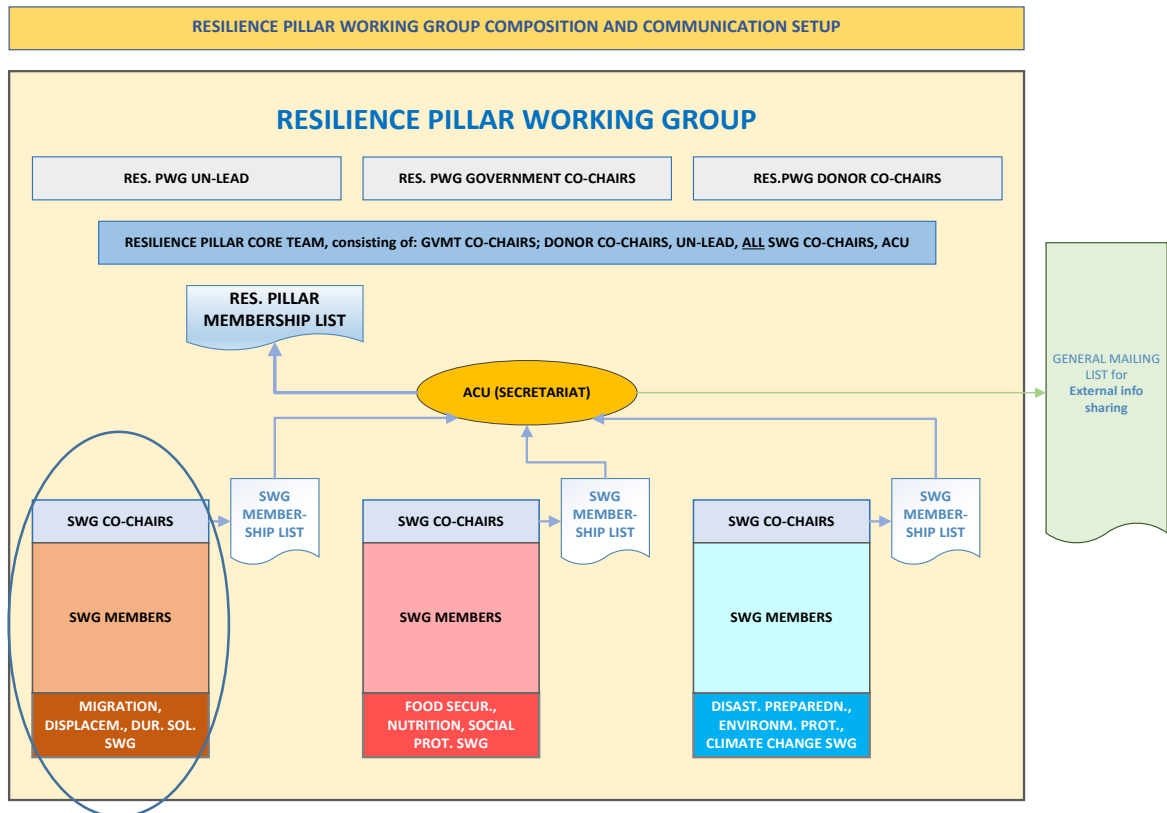 RESILIENCE PILLAR WORKING GROUP COMPOSITION AND COMMUNICATION SETUP
RESILIENCE PILLAR WORKING GROUP
RES. PWG UN-LEAD
RES. PWG GOVERNMENT CO-CHAIRS
RES.PWG DONOR CO-CHAIRS
RESILIENCE PILLAR CORE TEAM, consisting of: GVMT CO-CHAIRS; DONOR CO-CHAIRS, UN-LEAD, ALL SWG CO-CHAIRS, ACU
RES. PILLAR
MEMBERSHIP LIST
ACU (SECRETARIAT)
GENERAL MAILING
LIST for
External info
sharing
SWG CO-CHAIRS
SWG
MEMBER-
SHIP LIST
SWG MEMBERS
MIGRATION,
DISPLACEM., DUR. SOL.
SWG
SWG CO-CHAIRS
SWG
MEMBER-
SHIP LIST
SWG MEMBERS
FOOD SECUR.,
NUTRITION, SOCIAL
PROT. SWG
SWG CO-CHAIRS
SWG
MEMBER-
SHIP LIST
SWG MEMBERS
DISAST. PREPAREDN.,
ENVIRONM. PROT.,
CLIMATE CHANGE SWG